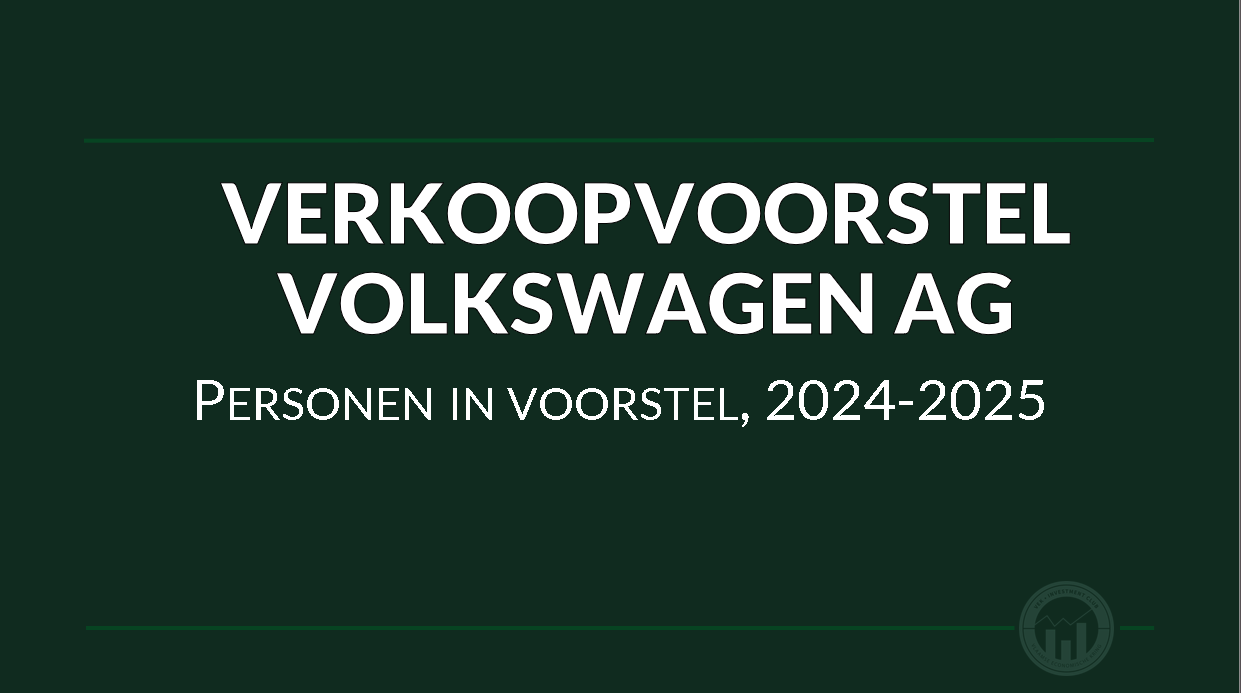 VERKOOPVOORSTEL
VOLKSWAGEN AG
PERSONEN IN VOORSTEL, 2024-2025